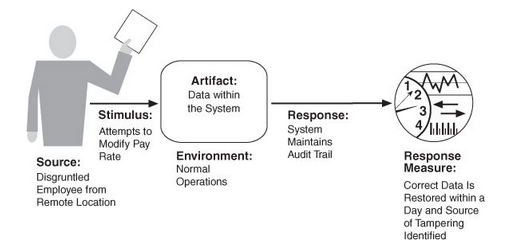 Artifact:
Data within
the System
Stimulus:
Attempts to
Modify Pay
Rate
Response:
System
Maintains
Audit Trail
1
2
3
4
Source:
Disgruntled
Employee from
Remote Location
Environment:
Normal
Operations
Response
Measure:
Correct Data Is
Restored within a
Day and Source
of Tampering
Identified